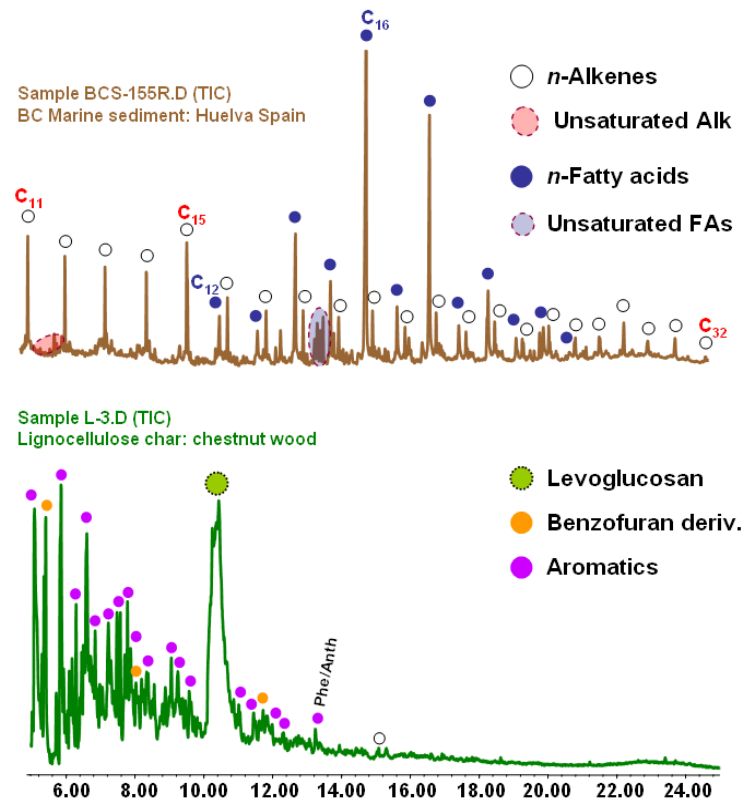 C16
Sample BCS-155R.D (TIC)
BC Marine sediment: Huelva Spain
n-Alkenes
Unsaturated Alk
n-Fatty acids
Unsaturated FAs
C11
C15
C12
C32
Sample L-3.D (TIC)
Lignocellulose char: chestnut wood
Levoglucosan
Benzofuran deriv.
Aromatics
Phe/Anth
6.00 8.00 10.00 12.00 14.00 16.00 18.00 20.00 22.00 24.00